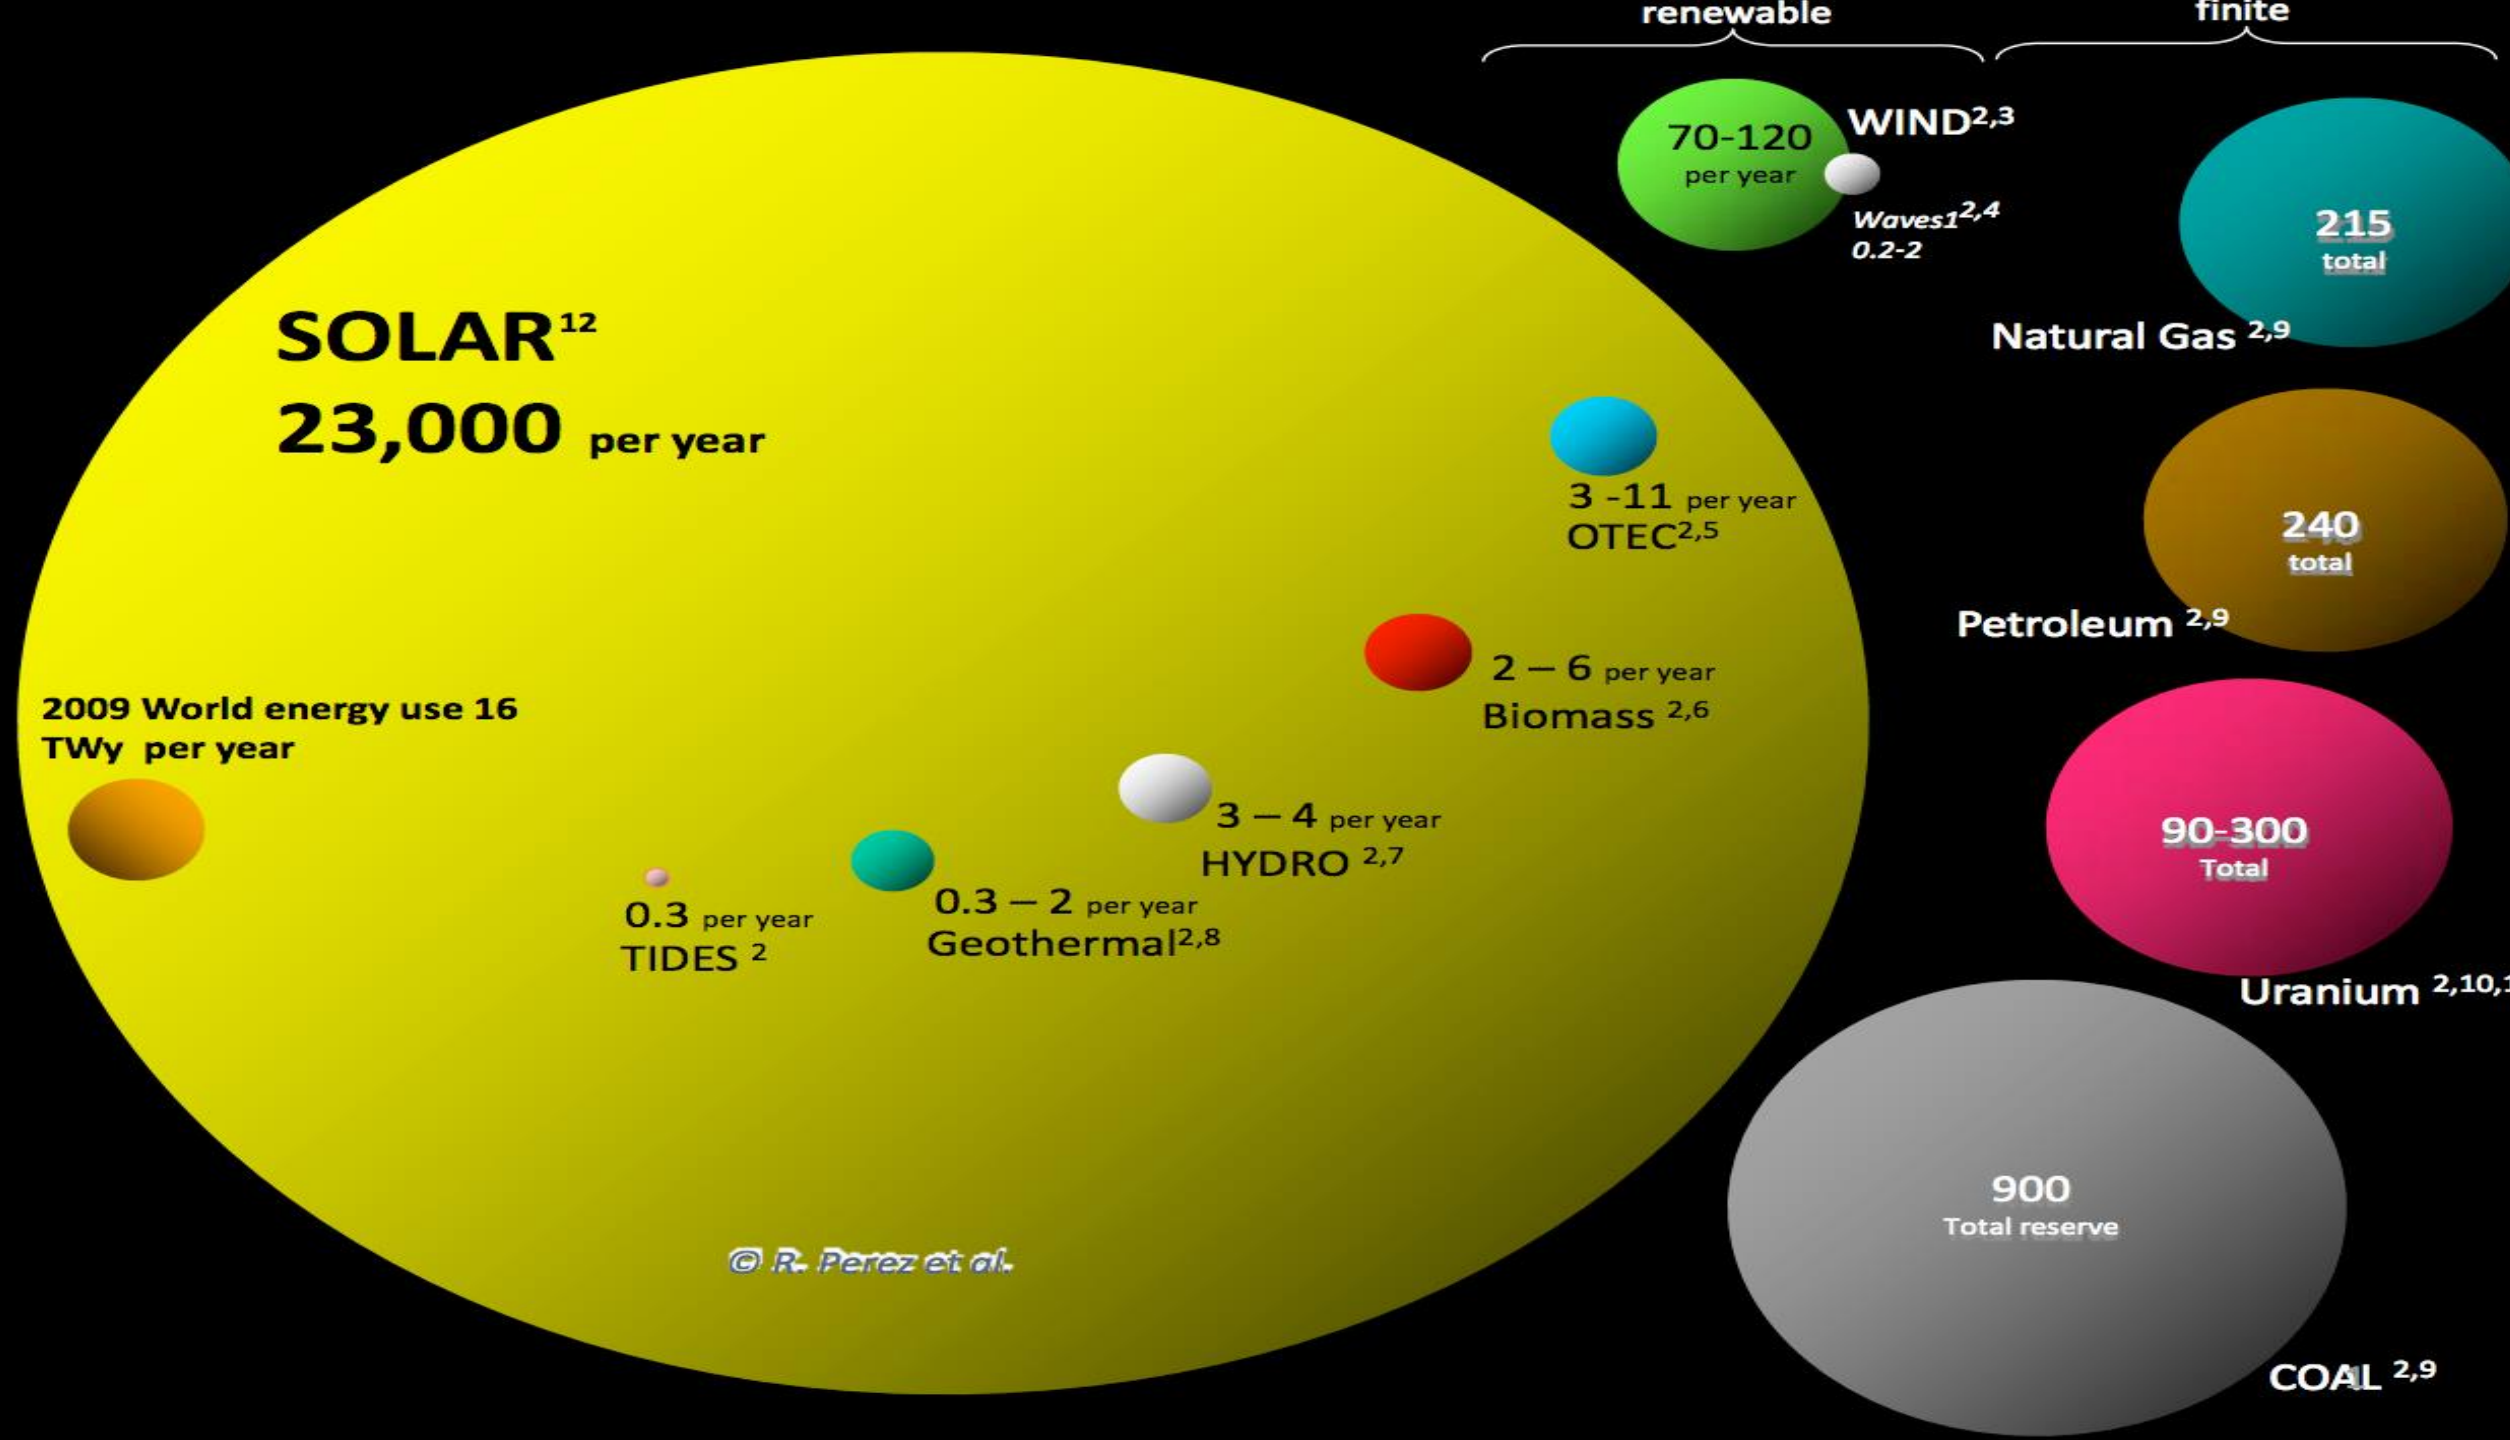 renewable
finite
70-120
per year
WIND2,3
Waves12,4
0.2-2
215
total
Natural Gas 2,9
SOLAR12
23,000 per year
3 -11 per year
OTEC2,5
240
total
Petroleum 2,9
2 – 6 per year
Biomass 2,6
2009 World energy use 16
TWy per year
3 – 4 per year
HYDRO 2,7
0.3 – 2 per year
Geothermal2,8
0.3 per year
TIDES 2
90-300
Total
Uranium 2,10,1
900
Total reserve
COAL 2,9
© R. Perez et al.